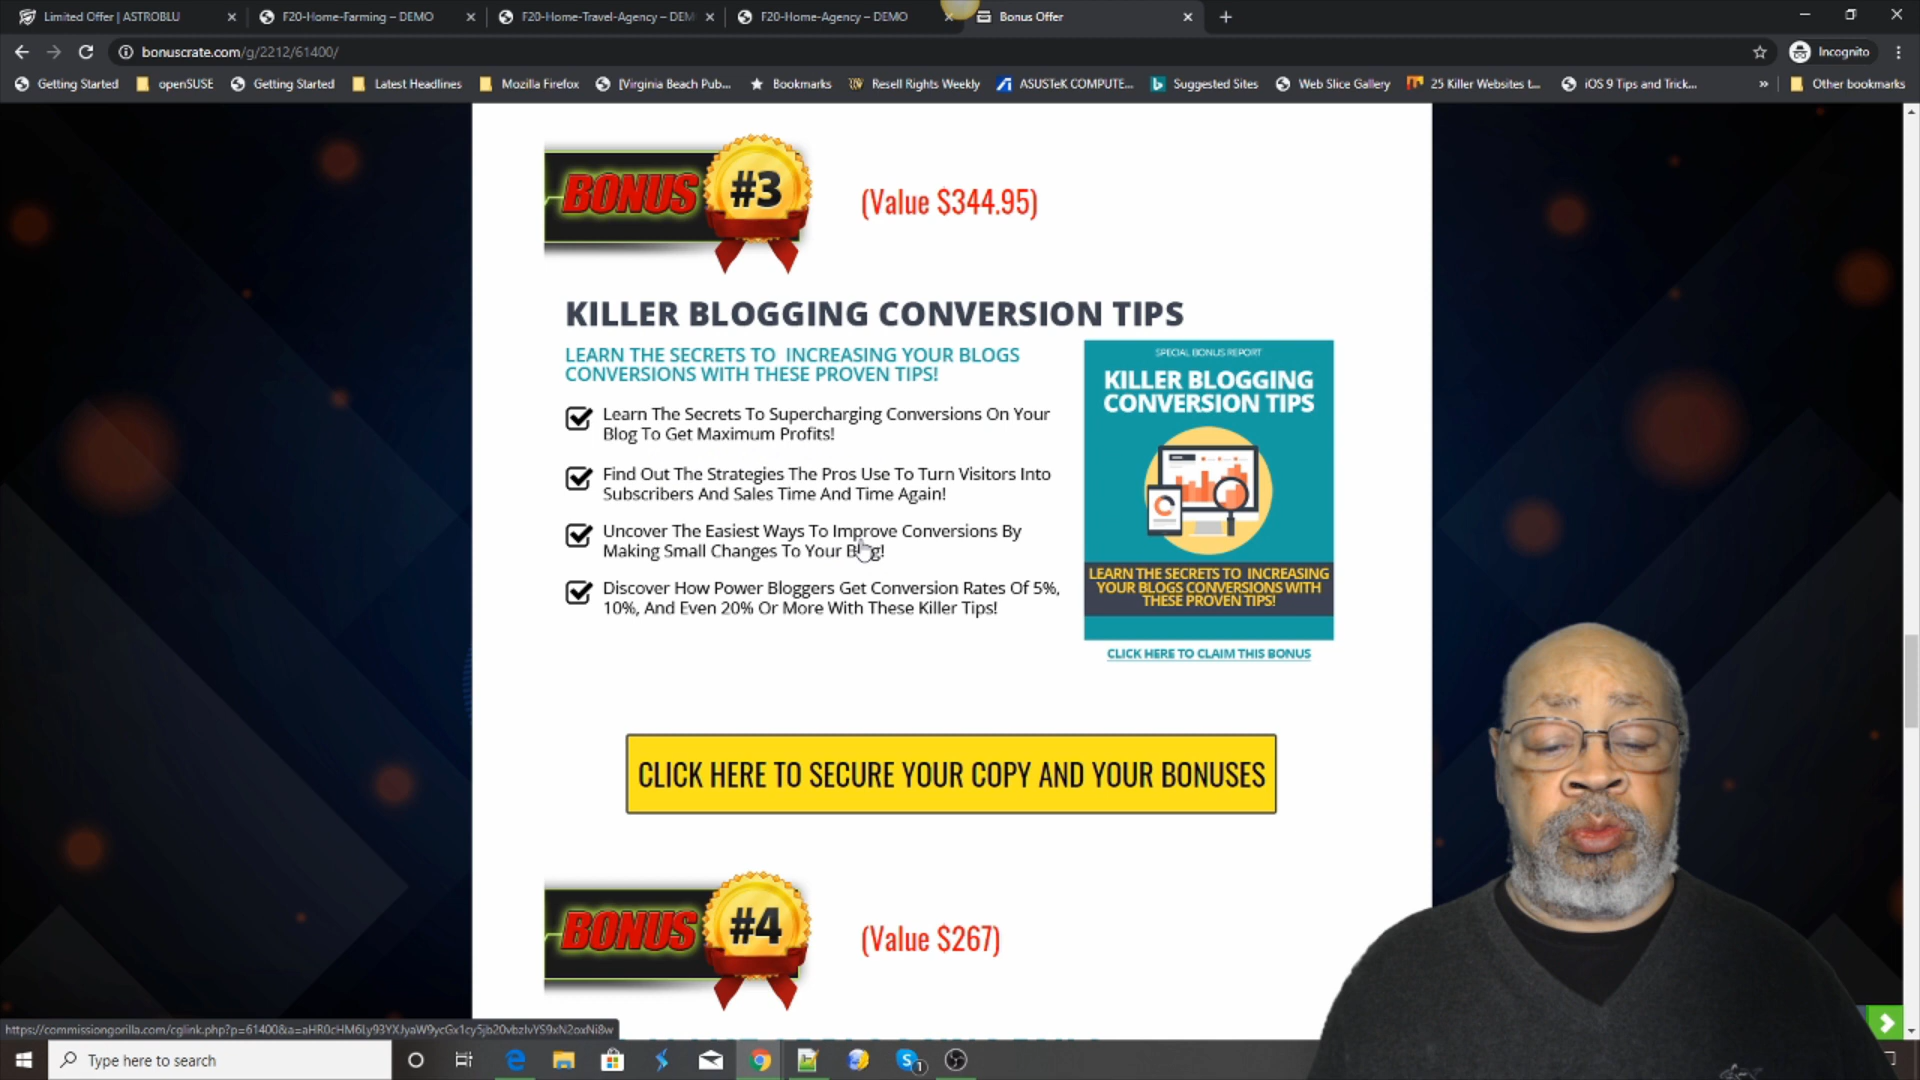 Limited Offer | ASTROBLU
F20-Home-Farming – DEMO
F20-Home-Travel-Agency – DEM
F20-Home-Agency – DEMO
Bonus Offer
bonuscrate.com/g/2212/61400/
Incognito
Getting Started
openSUSE
Getting Started
Latest Headlines
Mozilla Firefox
[Virginia Beach Pub...
Bookmarks
Resell Rights Weekly
ASUSTeK COMPUTE...
Suggested Sites
Web Slice Gallery
25 Killer Websites t...
iOS 9 Tips and Trick...
Other bookmarks
BONUS #3
(Value $344.95)
KILLER BLOGGING CONVERSION TIPS
LEARN THE SECRETS TO INCREASING YOUR BLOGS
CONVERSIONS WITH THESE PROVEN TIPS!
Learn The Secrets To Supercharging Conversions On Your
Blog To Get Maximum Profits!
Find Out The Strategies The Pros Use To Turn Visitors Into
Subscribers And Sales Time And Time Again!
Uncover The Easiest Ways To Improve Conversions By
Making Small Changes To Your Blog!
Discover How Power Bloggers Get Conversion Rates Of 5%,
10%, And Even 20% Or More With These Killer Tips!
SPECIAL BONUS REPORT
KILLER BLOGGING
CONVERSION TIPS
LEARN THE SECRETS TO INCREASING
YOUR BLOGS CONVERSIONS WITH
THESE PROVEN TIPS!
CLICK HERE TO CLAIM THIS BONUS
CLICK HERE TO SECURE YOUR COPY AND YOUR BONUSES
BONUS #4
(Value $267)
Type here to search
1